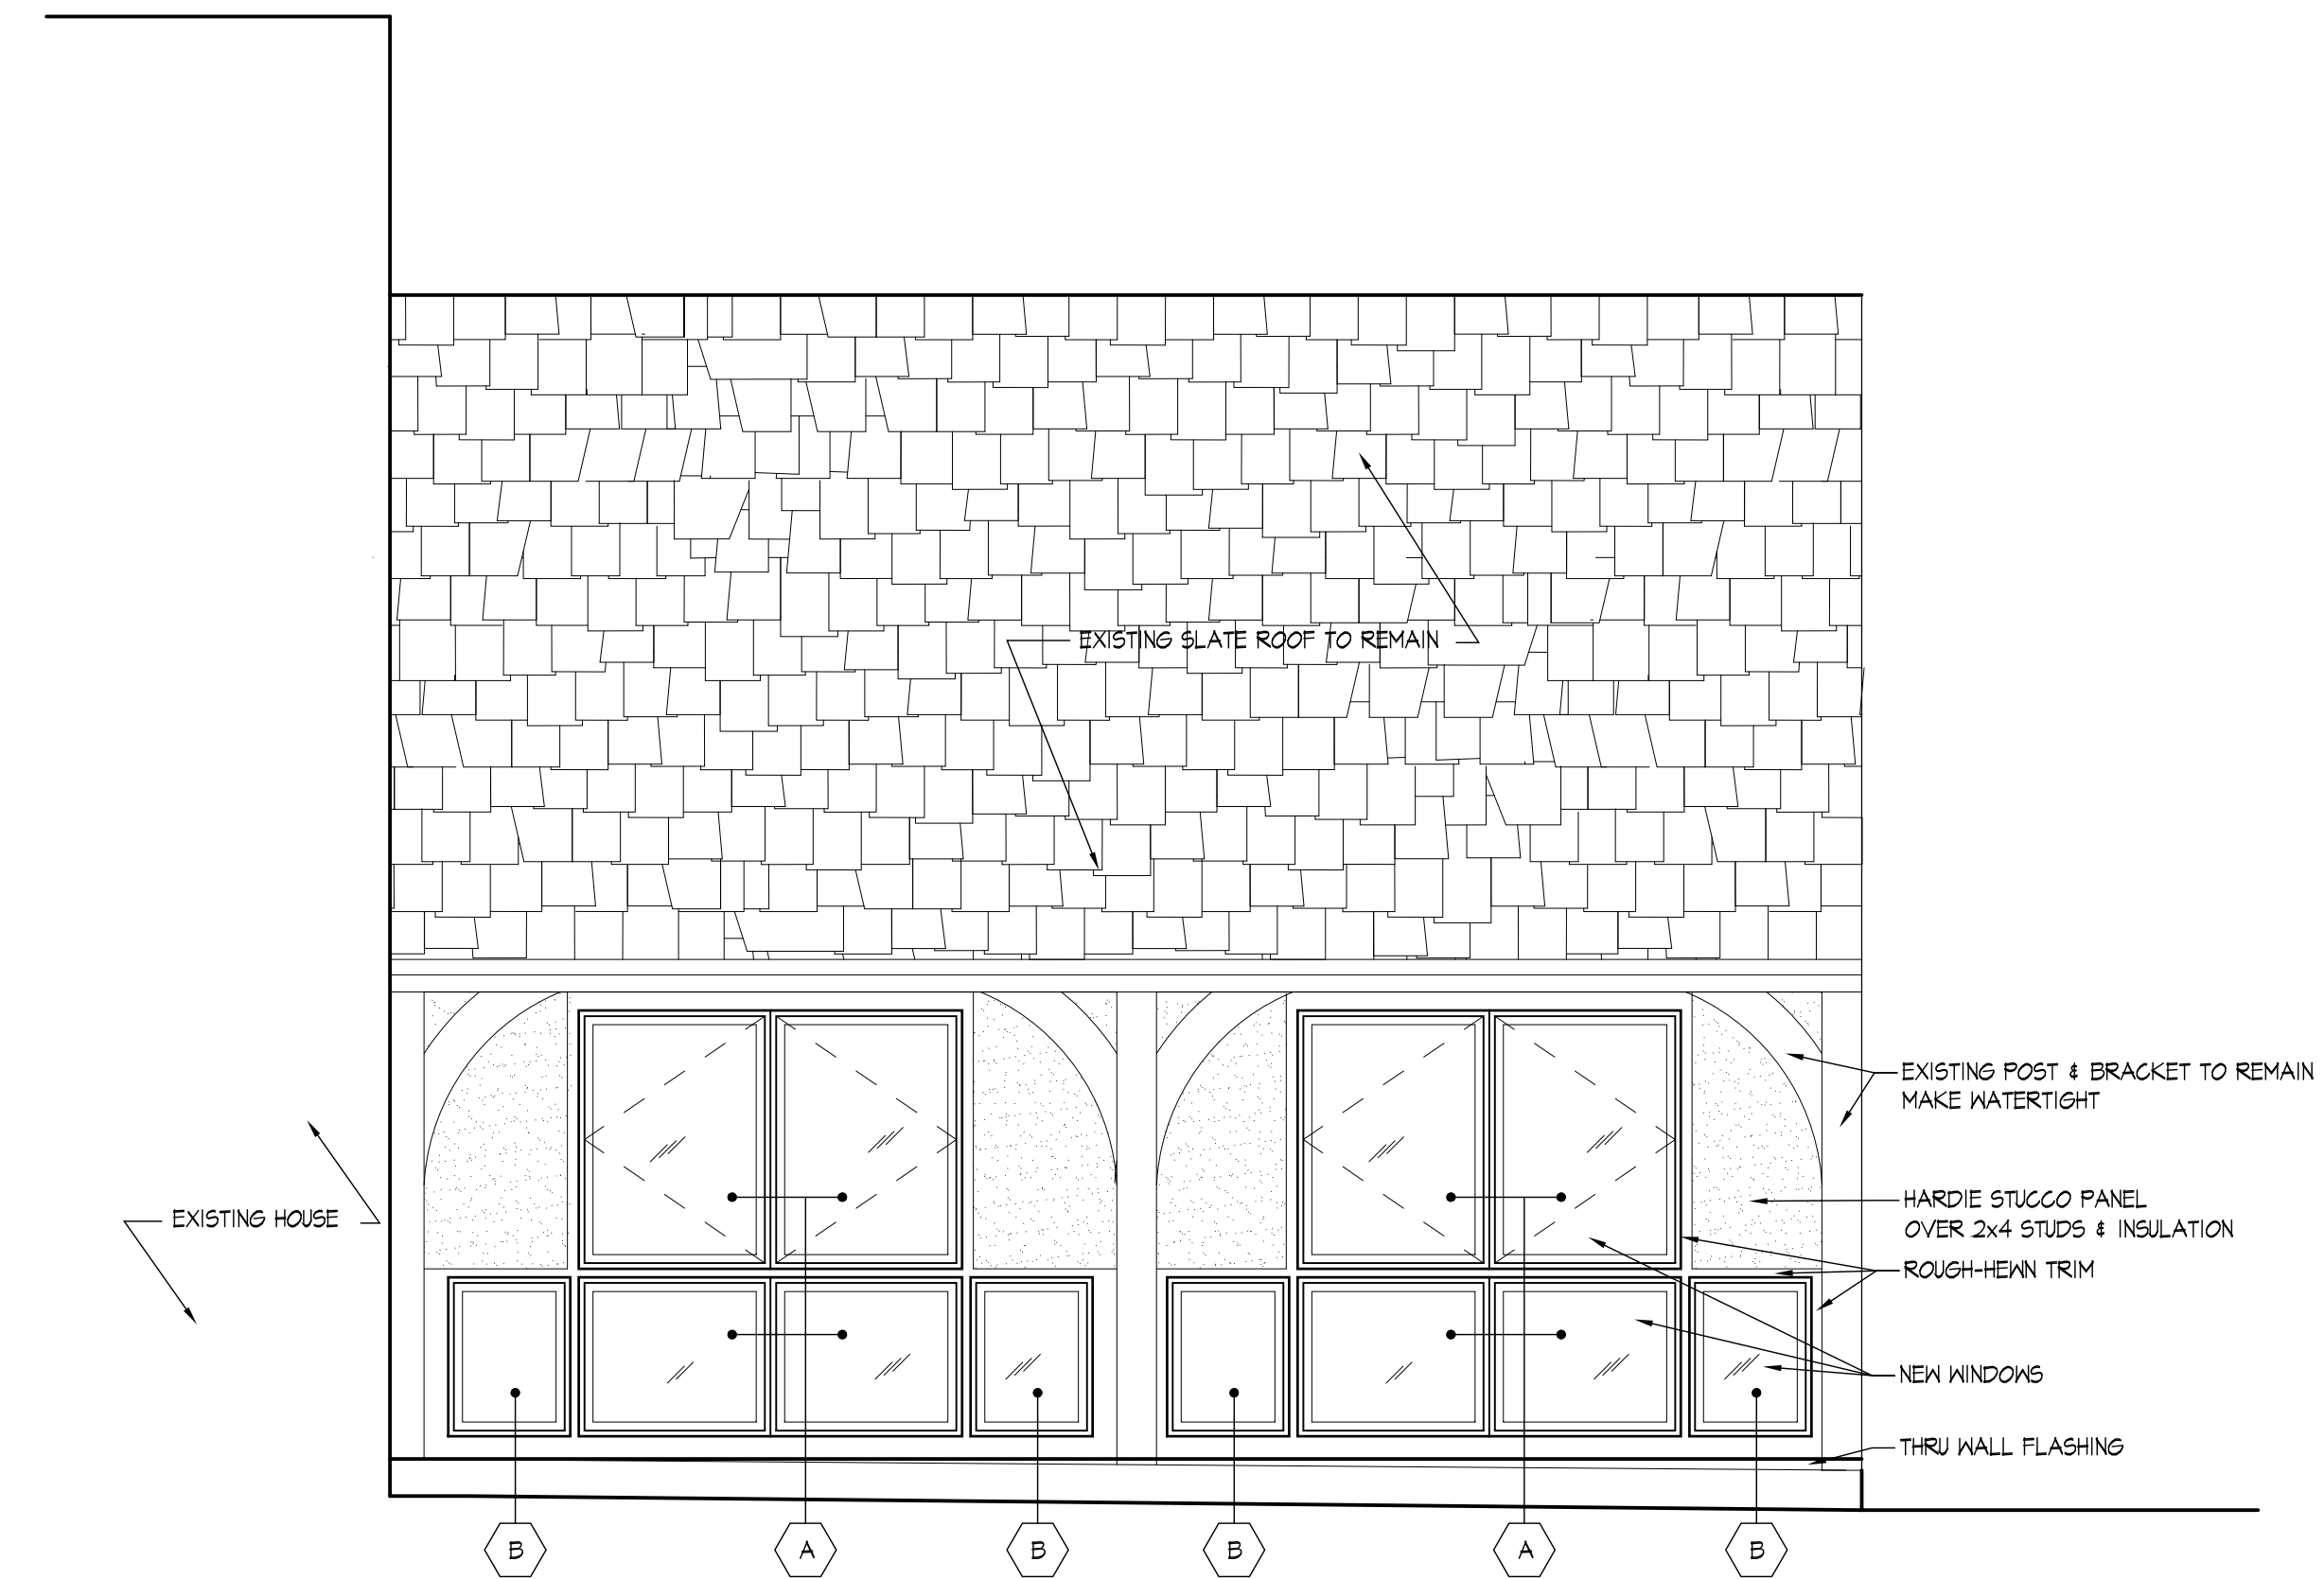 EXISTING SLATE ROOF TO REMAIN
EXISTING POST & BRACKET TO REMAIN
MAKE WATERTIGHT
EXISTING HOUSE
HARDIE STUCCO PANEL
OVER 2x4 STUDS & INSULATION
ROUGH-HEWN TRIM
NEW WINDOWS
THRU WALL FLASHING
B A B B A B